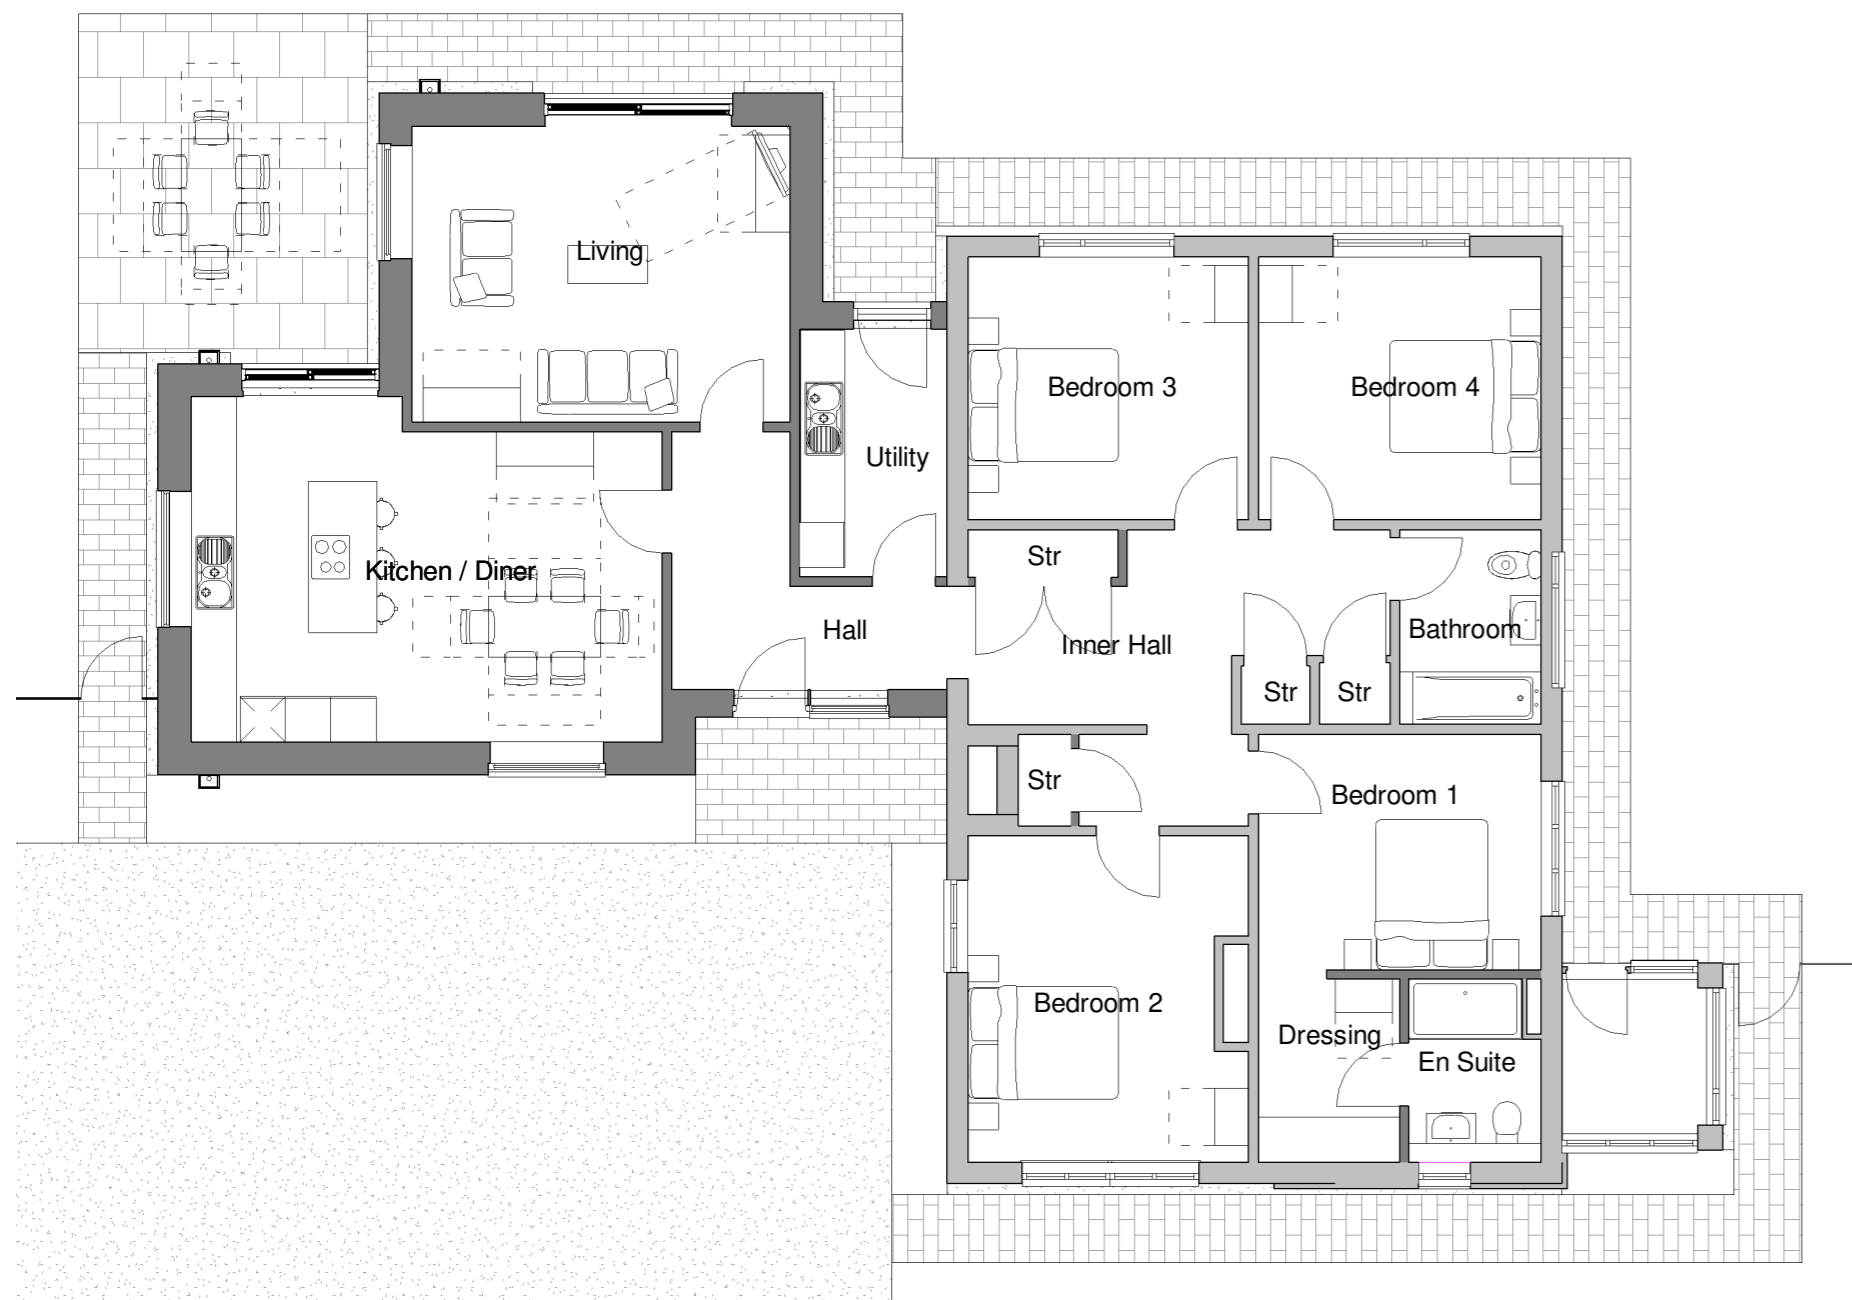 Living
Bedroom 3
Bedroom 4
Utility
Str
Kitchen / Diner
Hall
Inner Hall
Bathroom
Str
Str
Str
Bedroom 1
Bedroom 2
Dressing
En Suite